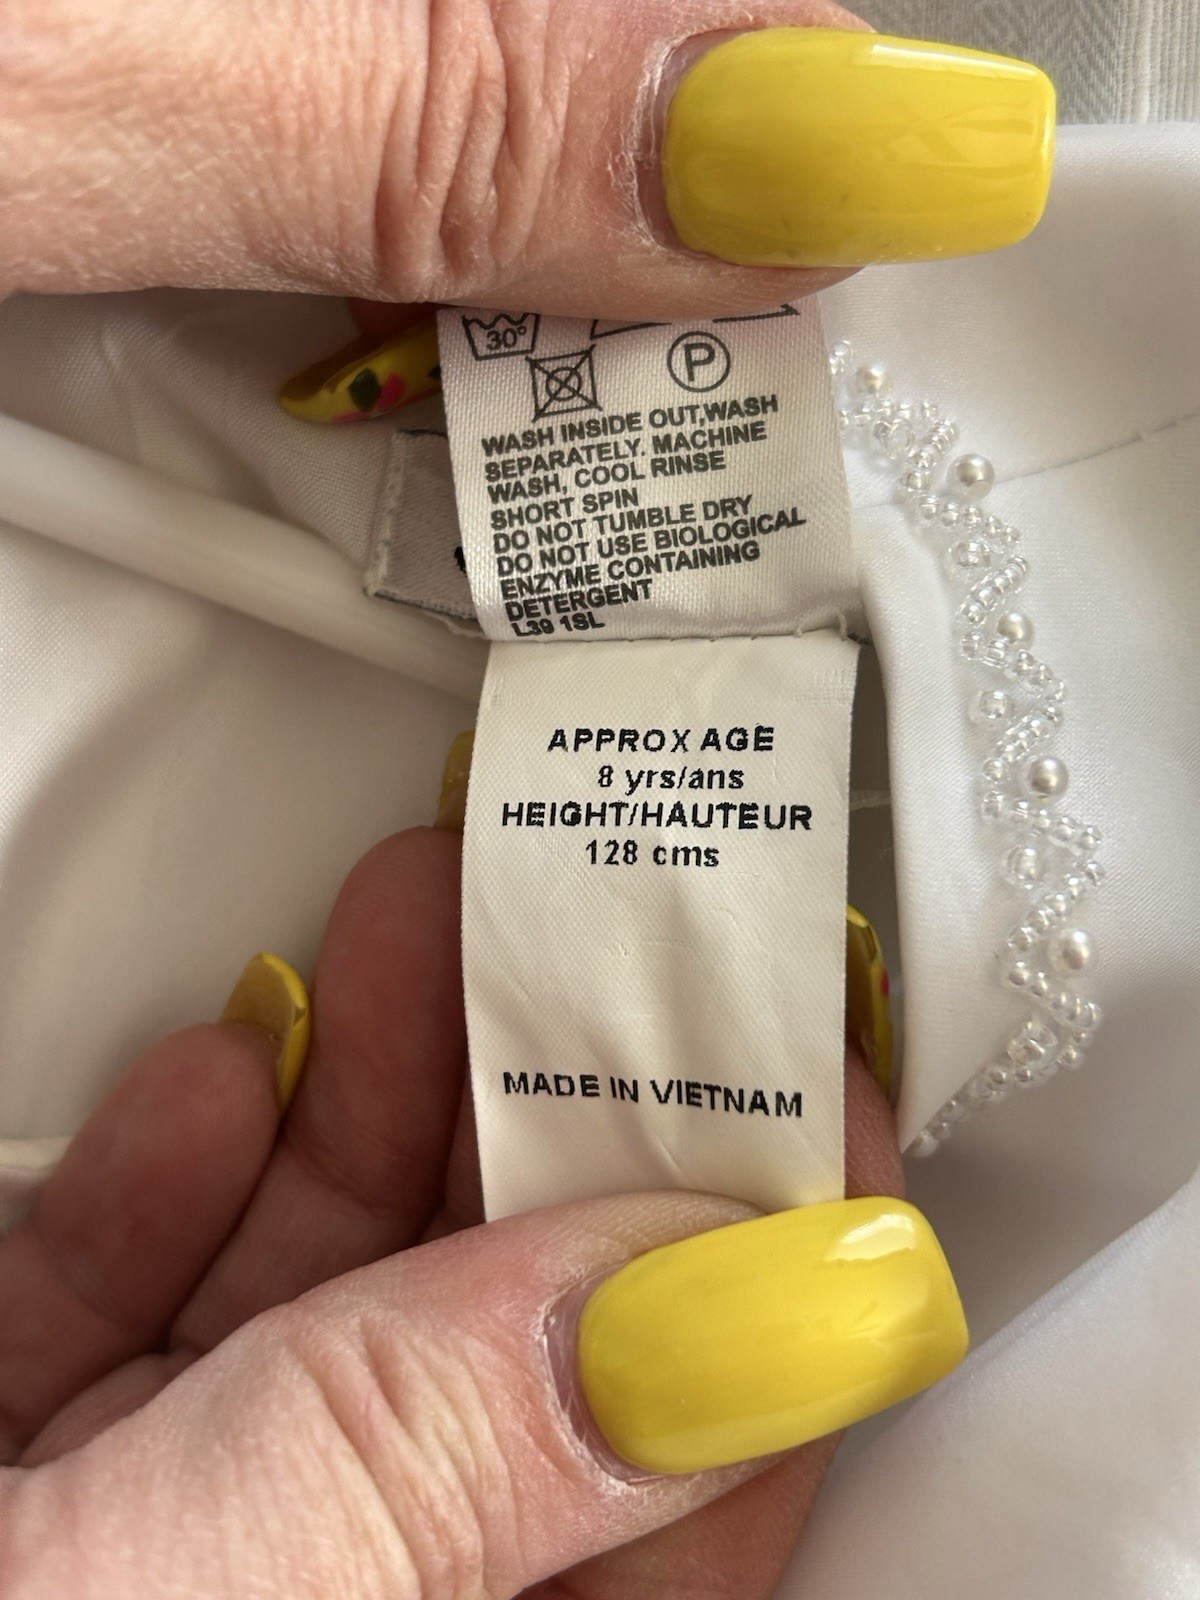 30°
P
WASH INSIDE OUT,WASH
SEPARATELY. MACHINE
WASH, COOL RINSE
SHORT SPIN
DO NOT TUMBLE DRY
DO NOT USE BIOLOGICAL
ENZYME CONTAINING
DETERGENT
L39 1SL
APPROX AGE
8 yrs/ans
HEIGHT/HAUTEUR
128 cms
MADE IN VIETNAM